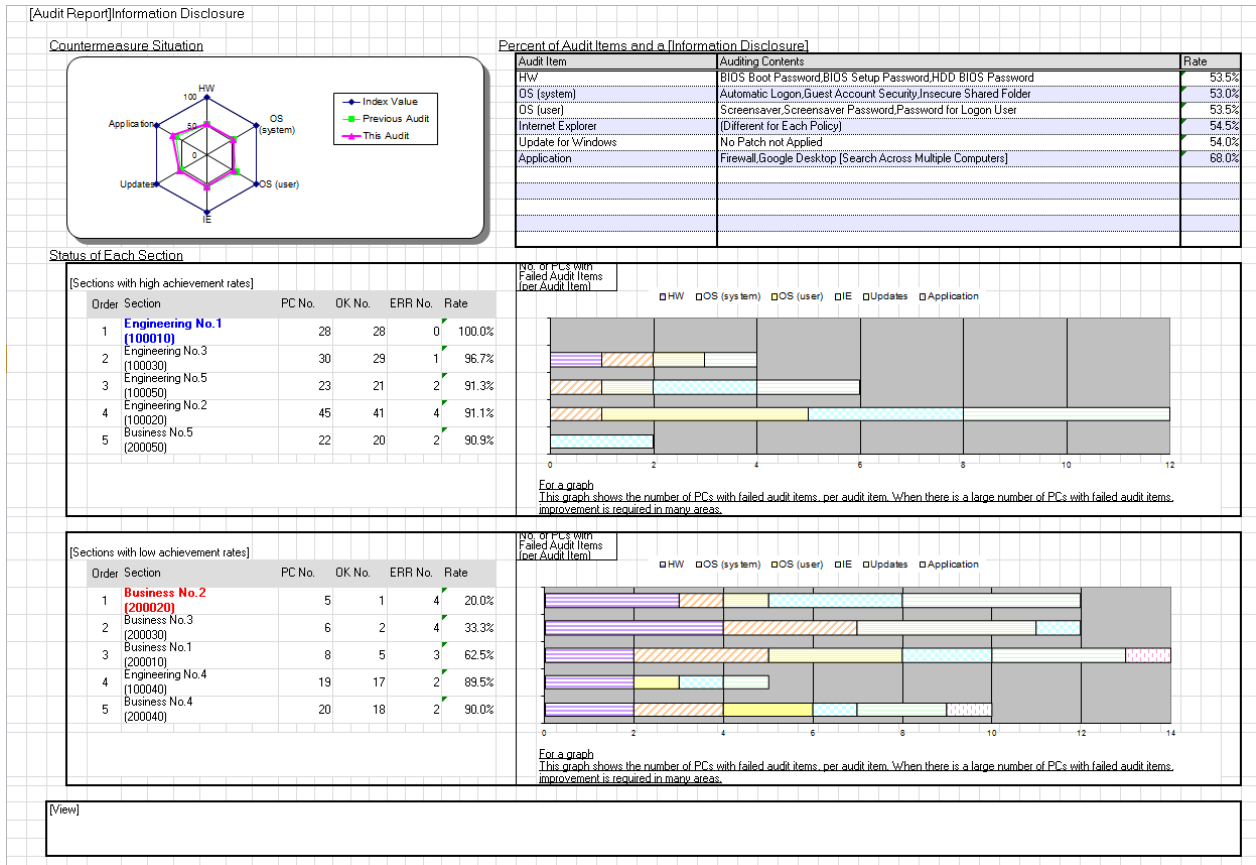 [Audit Report]Information Disclosure
Countermeasure Situation
HW
100
Application
50
OS
(system)
0
Updates
OS (user)
IE
Index Value
Previous Audit
This Audit
Percent of Audit Items and a [Information Disclosure]
Audit Item Auditing Contents Rate
HW BIOS Boot Password,BIOS Setup Password,HDD BIOS Password 53.5%
OS (system) Automatic Logon,Guest Account Security,Insecure Shared Folder 53.0%
OS (user) Screensaver,Screensaver Password,Password for Logon User 53.5%
Internet Explorer (Different for Each Policy) 54.5%
Update for Windows No Patch not Applied 54.0%
Application Firewall,Google Desktop [Search Across Multiple Computers] 68.0%
Status of Each Section
[Sections with high achievement rates]
Order Section PC No. OK No. ERR No. Rate
1 Engineering No.1 (100010) 28 28 0 100.0%
2 Engineering No.3 (100030) 30 29 1 96.7%
3 Engineering No.5 (100050) 23 21 2 91.3%
4 Engineering No.2 (100020) 45 41 4 91.1%
5 Business No.5 (200050) 22 20 2 90.9%
No. of PCs with
Failed Audit Items
(per Audit Item)
HW OS (system) OS (user) IE Updates Application
0 2 4 6 8 10 12
For a graph
This graph shows the number of PCs with failed audit items, per audit item. When there is a large number of PCs with failed audit items,
improvement is required in many areas.
[Sections with low achievement rates]
Order Section PC No. OK No. ERR No. Rate
1 Business No.2 (200020) 5 1 4 20.0%
2 Business No.3 (200030) 6 2 4 33.3%
3 Business No.1 (200010) 8 5 3 62.5%
4 Engineering No.4 (100040) 19 17 2 89.5%
5 Business No.4 (200040) 20 18 2 90.0%
No. of PCs with
Failed Audit Items
(per Audit Item)
HW OS (system) OS (user) IE Updates Application
0 2 4 6 8 10 12 14
For a graph
This graph shows the number of PCs with failed audit items, per audit item. When there is a large number of PCs with failed audit items,
improvement is required in many areas.
[View]